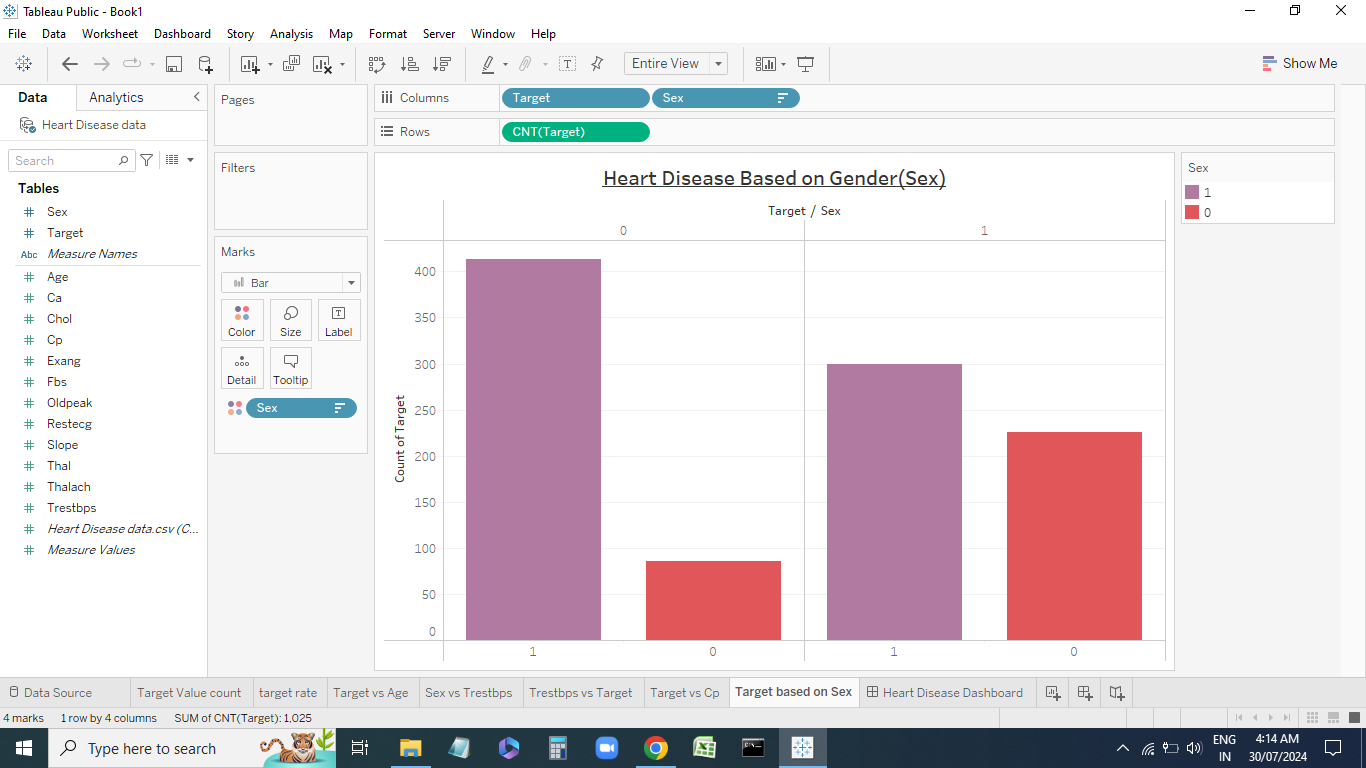 Tableau Public - Book1
File Data Worksheet Dashboard Story Analysis Map Format Server Window Help
Entire View
Show Me
Data Analytics
Heart Disease data
Search
Tables
Sex
Target
Abc Measure Names
Age
Ca
Chol
Cp
Exang
Fbs
Oldpeak
Restecg
Slope
Thal
Thalach
Trestbps
Heart Disease data.csv (C...
Measure Values
Pages
Filters
Marks
Bar
Color Size Label
Detail Tooltip
Sex
Columns Target Sex
Rows CNT(Target)
Heart Disease Based on Gender(Sex)
Target / Sex
0 1
Count of Target
400
350
300
250
200
150
100
50
0
1 0 1 0
Sex
1
0
Data Source Target Value count target rate Target vs Age Sex vs Trestbps Trestbps vs Target Target vs Cp Target based on Sex Heart Disease Dashboard
4 marks 1 row by 4 columns SUM of CNT(Target): 1,025
Type here to search
ENG
IN
4:14 AM
30/07/2024